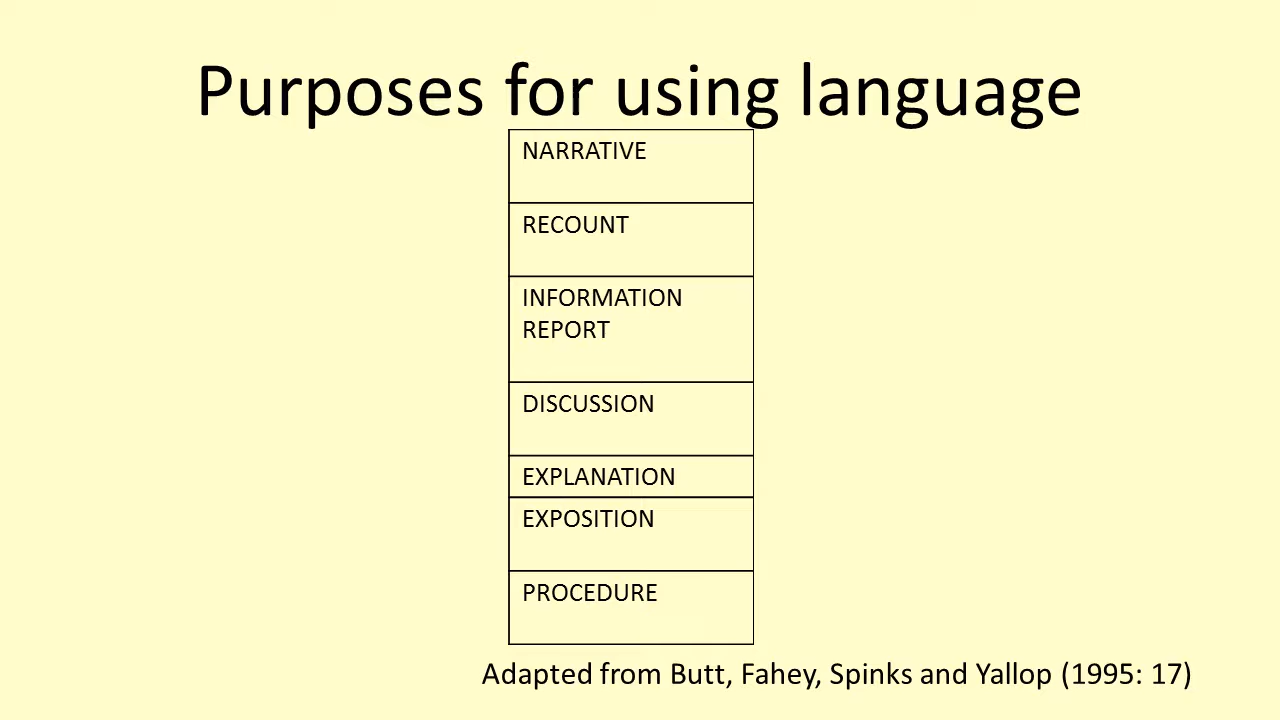 Purposes for using language
NARRATIVE
RECOUNT
INFORMATION
REPORT
DISCUSSION
EXPLANATION
EXPOSITION
PROCEDURE
Adapted from Butt, Fahey, Spinks and Yallop (1995: 17)